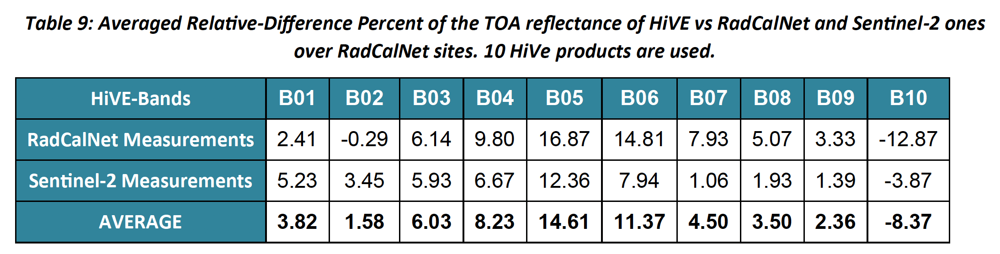 Table 9: Averaged Relative-Difference Percent of the TOA reflectance of HiVE vs RadCalNet and Sentinel-2 ones
over RadCalNet sites. 10 HiVe products are used.
HiVE-Bands B01 B02 B03 B04 B05 B06 B07 B08 B09 B10
RadCalNet Measurements 2.41 -0.29 6.14 9.80 16.87 14.81 7.93 5.07 3.33 -12.87
Sentinel-2 Measurements 5.23 3.45 5.93 6.67 12.36 7.94 1.06 1.93 1.39 -3.87
AVERAGE 3.82 1.58 6.03 8.23 14.61 11.37 4.50 3.50 2.36 -8.37